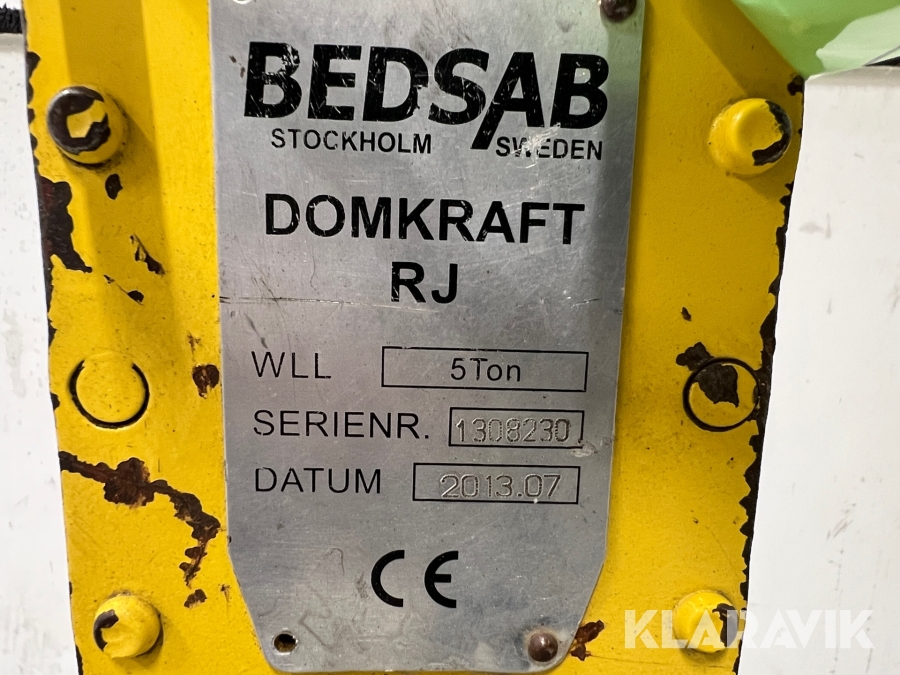 BEDSAB
STOCKHOLM SWEDEN
DOMKRAFT
RJ
WLL 5Ton
SERIENR. 1308230
DATUM 2013.07
CE
KLARAVIK